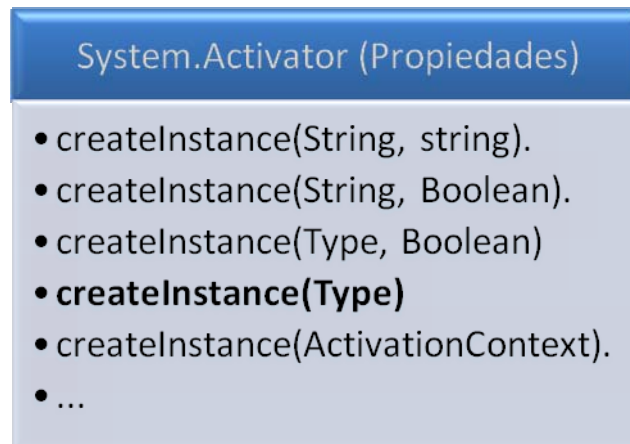 System.Activator (Propiedades)
• createInstance(String, string).
• createInstance(String, Boolean).
• createInstance(Type, Boolean)
• createInstance(Type)
• createInstance(ActivationContext).
• ...